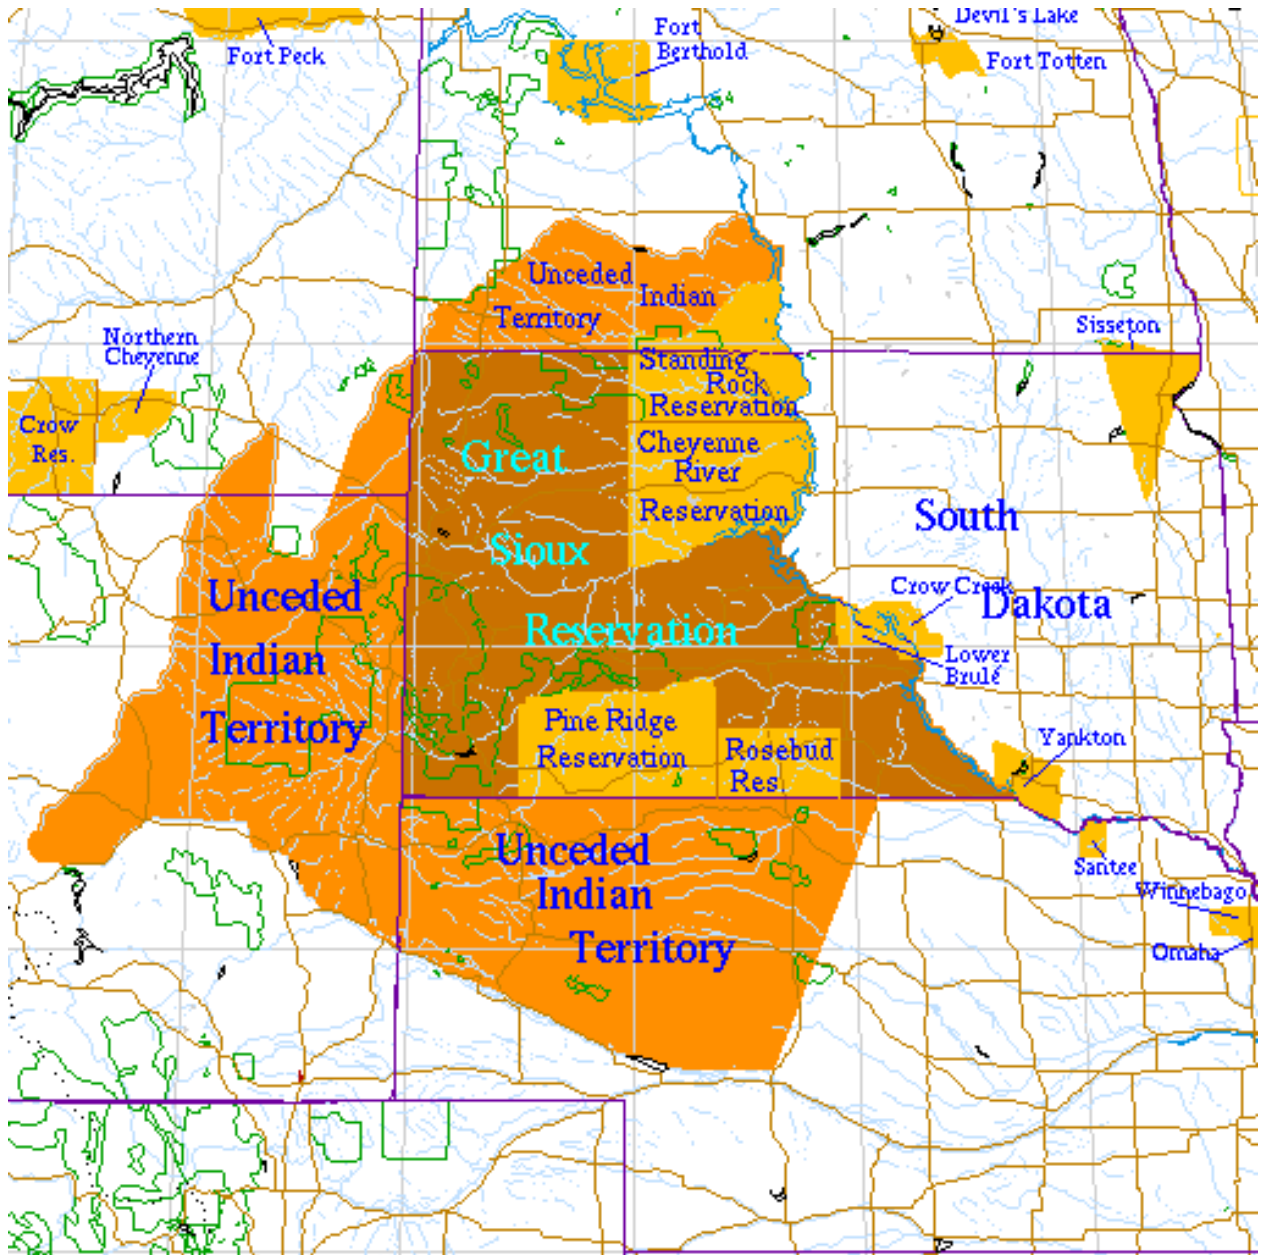 Devil's Lake
Fort
Berthold
Fort Peck
Fort Totten
Unceded
Indian
Territory
Northern
Cheyenne
Sisseton
Standing
Rock
Reservation
Crow
Res.
Cheyenne
River
Reservation
Great
Sioux
Reservation
South
Dakota
Crow Creek
Lower
Brulé
Unceded
Indian
Territory
Pine Ridge
Reservation
Rosebud
Res.
Yankton
Unceded
Indian
Territory
Santee
Winnebago
Omaha